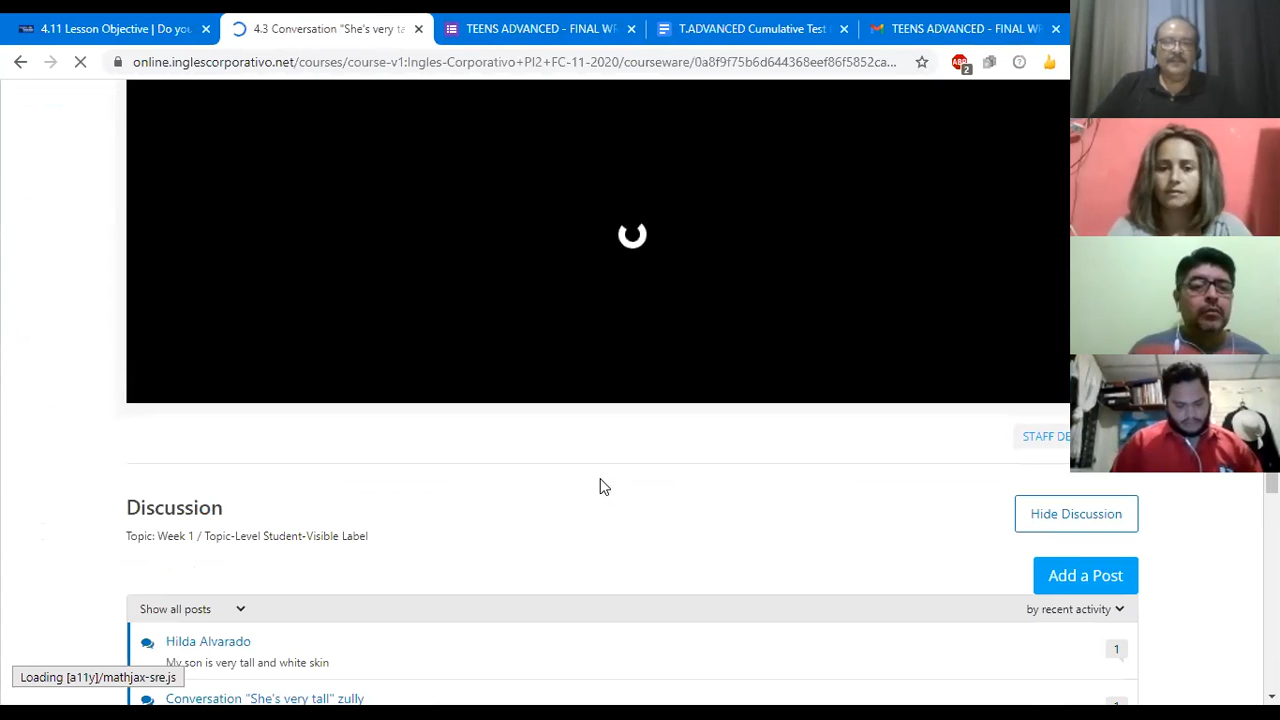 4.11 Lesson Objective | Do you
4.3 Conversation "She's very ta
TEENS ADVANCED - FINAL WR
T.ADVANCED Cumulative Test
TEENS ADVANCED - FINAL WR
online.inglescorporativo.net/courses/course-v1:Ingles-Corporativo+PI2+FC-11-2020/courseware/0a8f9f75b6d644368eef86f5852ca...
ABP
2
STAFF DE
Discussion
Hide Discussion
Topic: Week 1 / Topic-Level Student-Visible Label
Add a Post
Show all posts
by recent activity
Hilda Alvarado
1
My son is very tall and white skin
Loading [a11y]/mathjax-sre.js
Conversation "She's very tall" zully